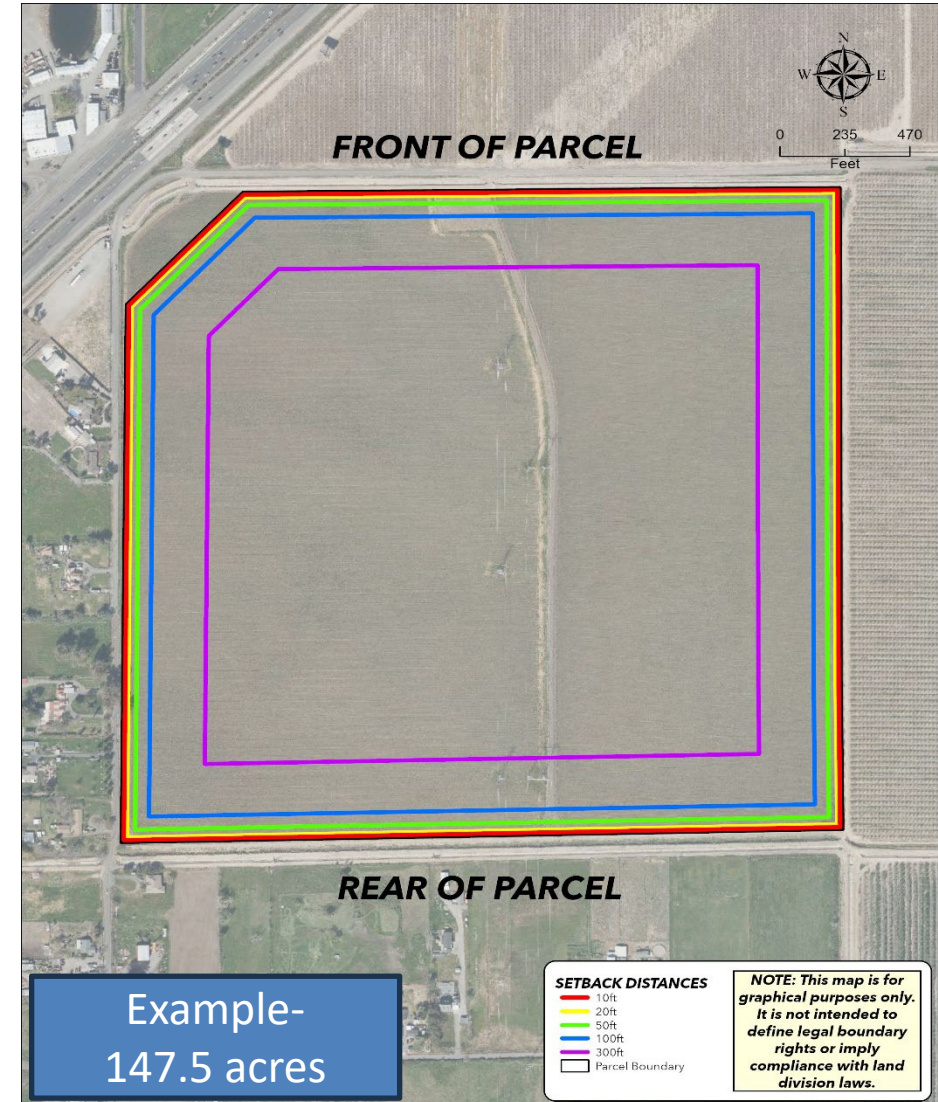 N
W E
S
0 235 470
Feet
FRONT OF PARCEL
REAR OF PARCEL
Example-
147.5 acres
SETBACK DISTANCES
10ft
20ft
50ft
100ft
300ft
Parcel Boundary
NOTE: This map is for
graphical purposes only.
It is not intended to
define legal boundary
rights or imply
compliance with land
division laws.